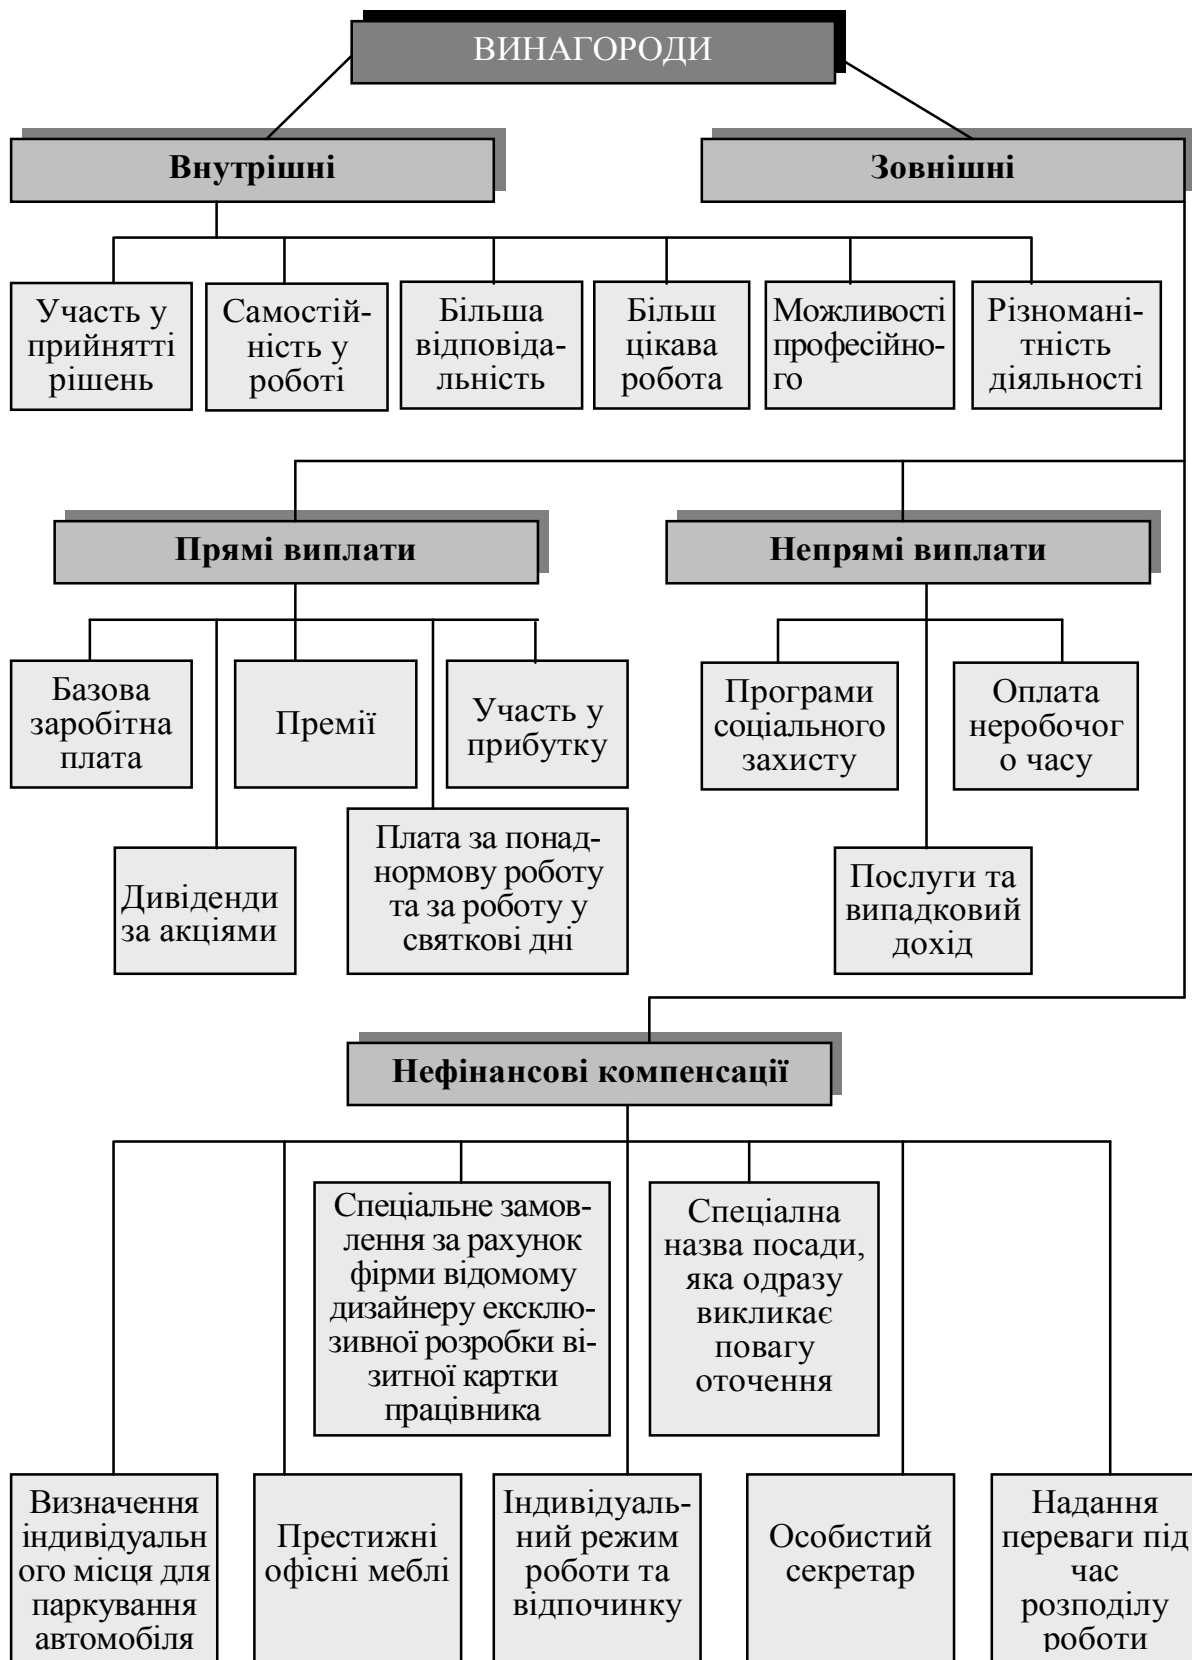 ВИНАГОРОДИ
Внутрішні
Зовнішні
Участь у
прийнятті
рішень
Самостій-
ність у
роботі
Більша
відповіда-
льність
Більш
цікава
робота
Можливості
професійно-
го
Різномані-
тність
діяльності
Прямі виплати
Непрямі виплати
Базова
заробітна
плата
Премії
Участь у
прибутку
Програми
соціального
захисту
Оплата
неробочог
о часу
Дивіденди
за акціями
Плата за понад-
нормову роботу
та за роботу у
святкові дні
Послуги та
випадковий
дохід
Нефінансові компенсації
Спеціальне замов-
лення за рахунок
фірми відомому
дизайнеру ексклю-
зивної розробки ві-
зитної картки
працівника
Спеціална
назва посади,
яка одразу
викликає
повагу
оточення
Визначення
індивідуальн
ого місця для
паркування
автомобіля
Престижні
офісні меблі
Індивідуаль-
ний режим
роботи та
відпочинку
Особистий
секретар
Надання
переваги під
час
розподілу
роботи